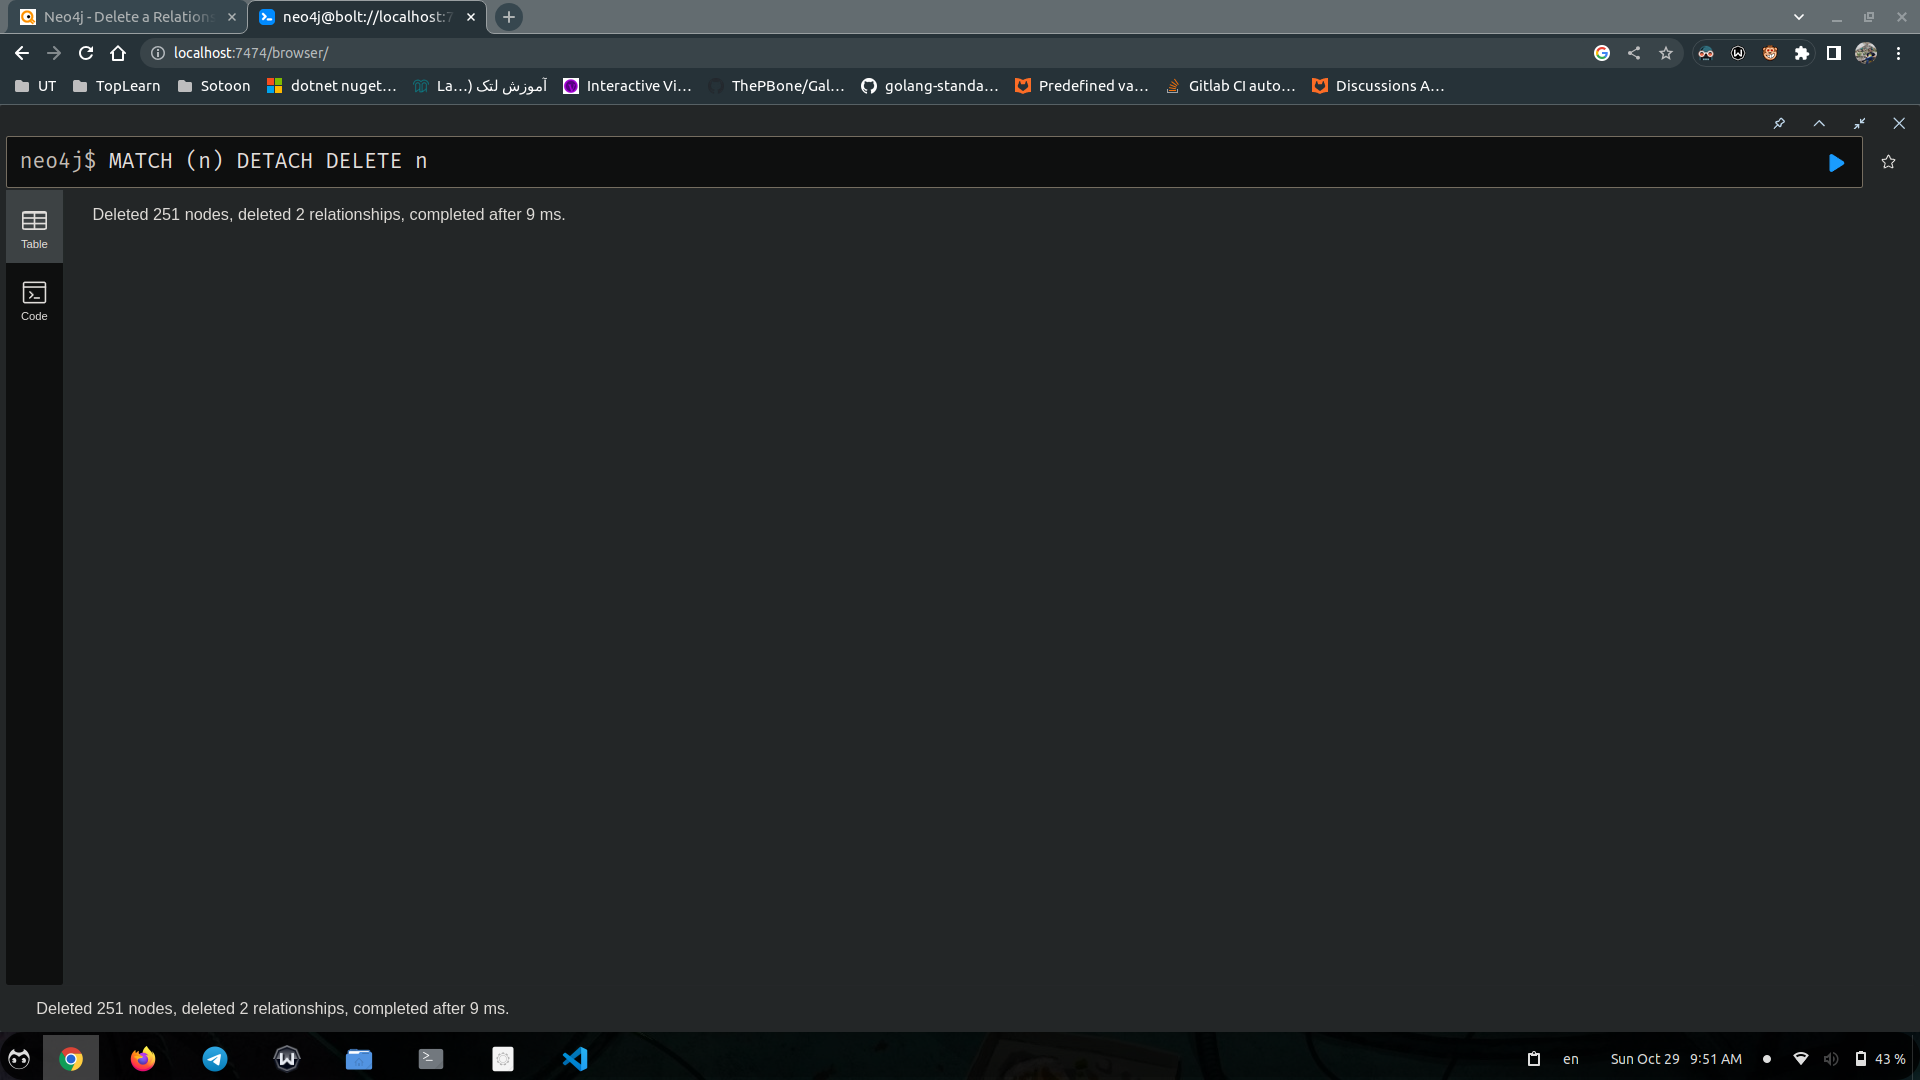 Neo4j - Delete a Relations
neo4j@bolt://localhost:7
localhost:7474/browser/
UT
TopLearn
Sotoon
dotnet nuget...
آموزش لتک (...La
Interactive Vi...
ThePBone/Gal...
golang-standa...
Predefined va...
Gitlab CI auto...
Discussions A...
neo4j$ MATCH (n) DETACH DELETE n
Deleted 251 nodes, deleted 2 relationships, completed after 9 ms.
Table
Code
Deleted 251 nodes, deleted 2 relationships, completed after 9 ms.
en
Sun Oct 29 9:51 AM
43 %